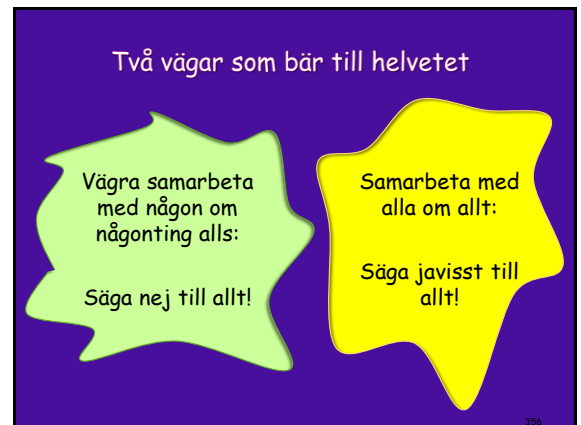 Två vägar som bär till helvetet
Vägra samarbeta
med någon om
någonting alls:
Säga nej till allt!
Samarbeta med
alla om allt:
Säga javisst till
allt!
356